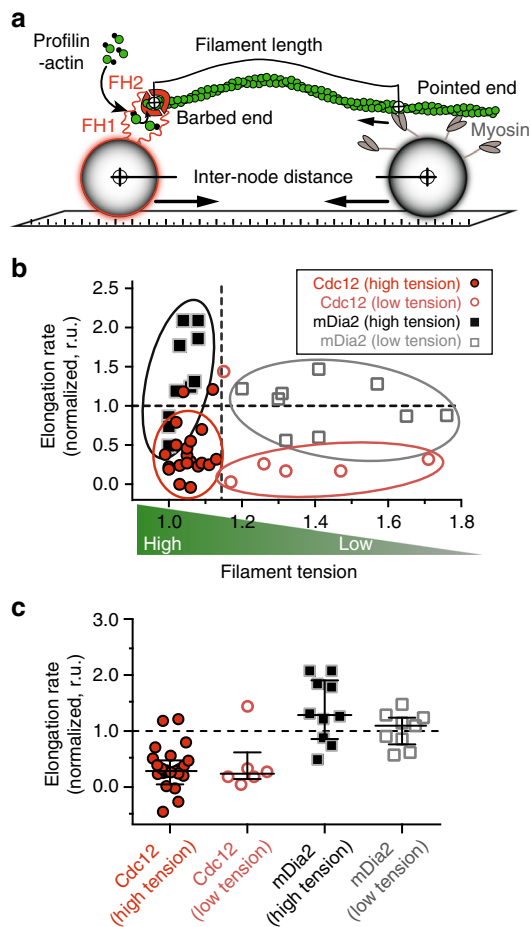 a
Profilin
-actin
Filament length
FH2
Pointed end
FH1
Barbed end
Myosin
Inter-node distance
b
Cdc12 (high tension)
Cdc12 (low tension)
mDia2 (high tension)
mDia2 (low tension)
Elongation rate
(normalized, r.u.)
2.5
2.0
1.5
1.0
0.5
0.0
1.0 1.2 1.4 1.6 1.8
High Low
Filament tension
c
Elongation rate
(normalized, r.u.)
3.0
2.0
1.0
0.0
Cdc12
(high tension)
Cdc12
(low tension)
mDia2
(high tension)
mDia2
(low tension)